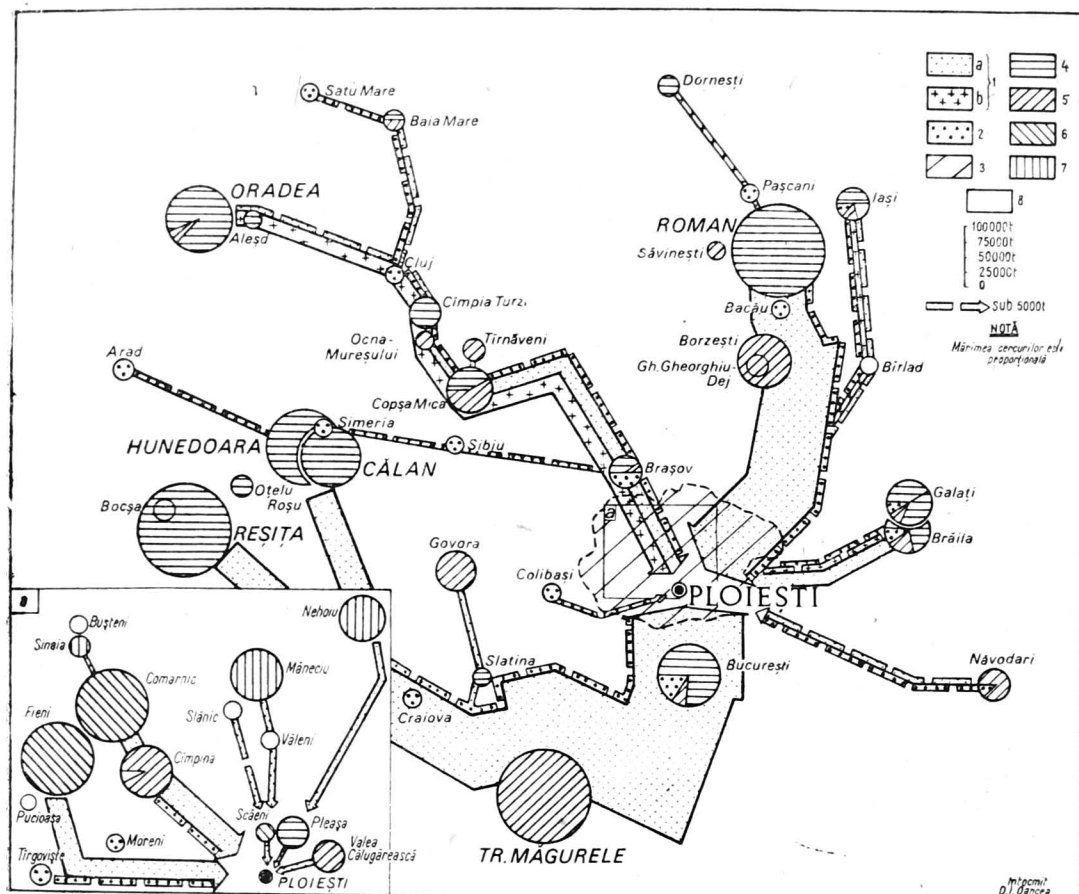 Satu Mare
Baia Mare
Dornești
ORADEA
Aleșd
Cluj
Pașcani
Iași
ROMAN
Săvinești
Cîmpia Turzi
Bacău
Ocna-
Mureșului
Tîrnăveni
Borzești
Gh. Gheorghiu-
Dej
Bîrlad
Arad
Copșa Mică
Simeria
HUNEDOARA
CĂLAN
Sibiu
Brașov
Oțelu
Roșu
Bocșa
REȘIȚA
Galați
Brăila
Govora
Colibași
PLOIEȘTI
București
Năvodari
Slatina
Craiova
TR. MĂGURELE
a
a
Bușteni
Sinaia
Nehoiu
Comarnic
Măneciu
Fieni
Slănic
Văleni
Cîmpina
Pucioasa
Scăeni
Pleașa
Moreni
Valea
Călugărească
Tîrgoviște
PLOIEȘTI
a
b
1
2
3
4
5
6
7
8
100000t
75000t
50000t
25000t
0
Sub 5000t
NOTĂ
Mărimea cercurilor este
proporțională
Întocmit
D.I. Oancea